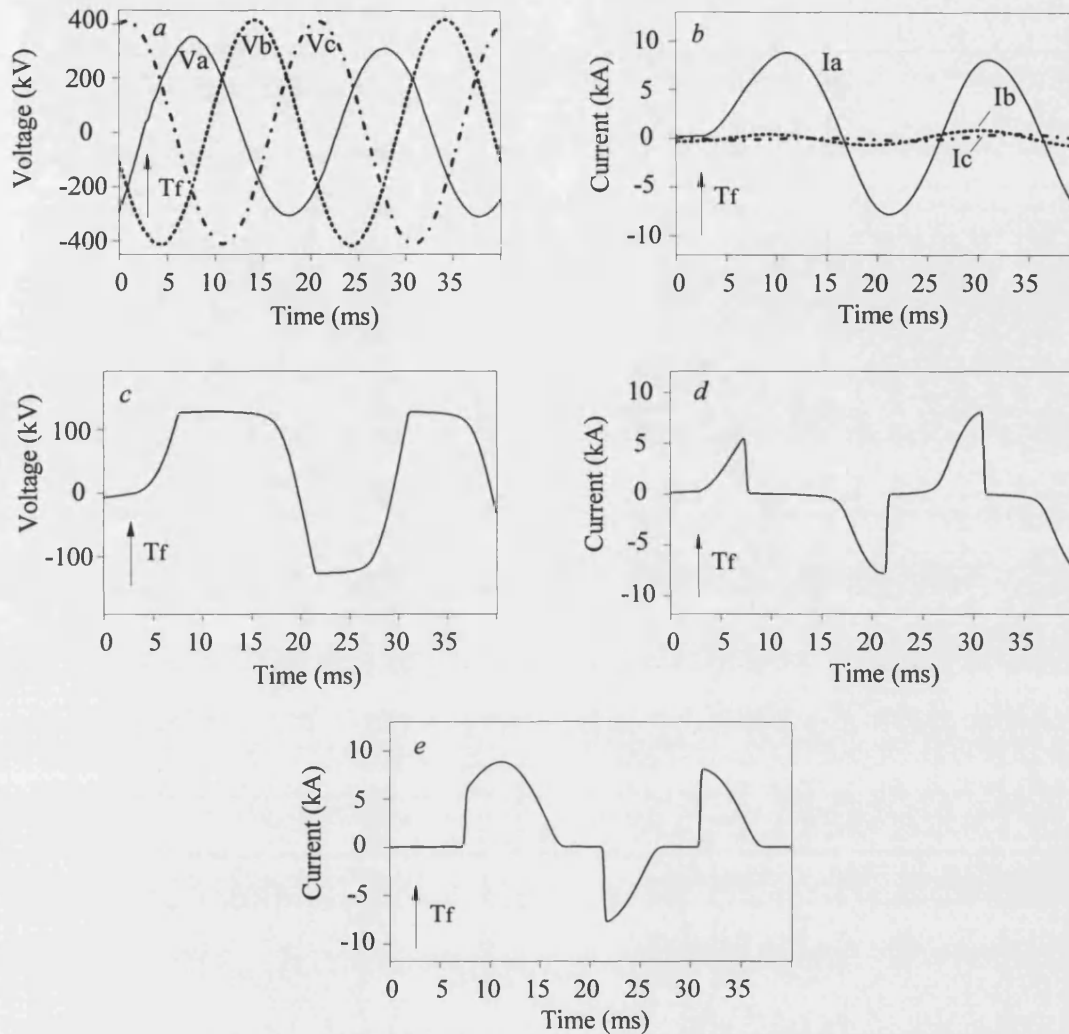 a
Va
Vb
Vc
Tf
400
200
0
-200
-400
Voltage (kV)
0 5 10 15 20 25 30 35
Time (ms)
b
Ia
Ib
Ic
Tf
10
5
0
-5
-10
Current (kA)
0 5 10 15 20 25 30 35
Time (ms)
c
Tf
100
0
-100
Voltage (kV)
0 5 10 15 20 25 30 35
Time (ms)
d
Tf
10
5
0
-5
-10
Current (kA)
0 5 10 15 20 25 30 35
Time (ms)
e
Tf
10
5
0
-5
-10
Current (kA)
0 5 10 15 20 25 30 35
Time (ms)